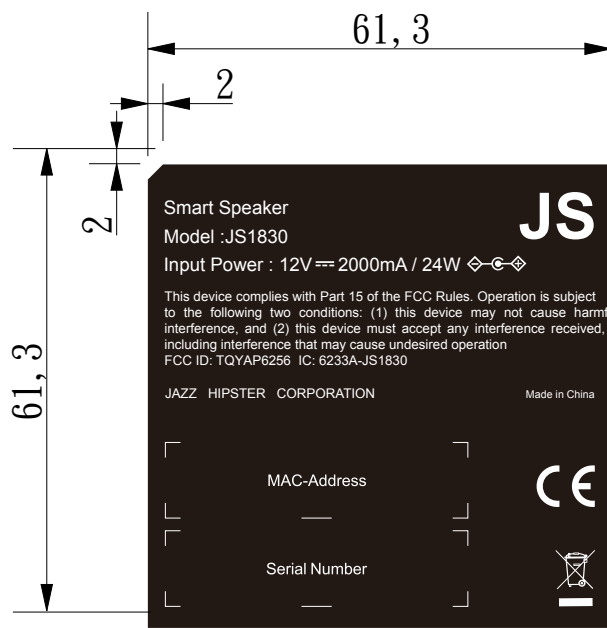 61,3
2
2
61,3
JS
Smart Speaker
Model :JS1830
Input Power : 12V 2000mA / 24W
This device complies with Part 15 of the FCC Rules. Operation is subject
to the following two conditions: (1) this device may not cause harmf
interference, and (2) this device must accept any interference received,
including interference that may cause undesired operation
FCC ID: TQYAP6256 IC: 6233A-JS1830
JAZZ HIPSTER CORPORATION
Made in China
MAC-Address
CE
Serial Number